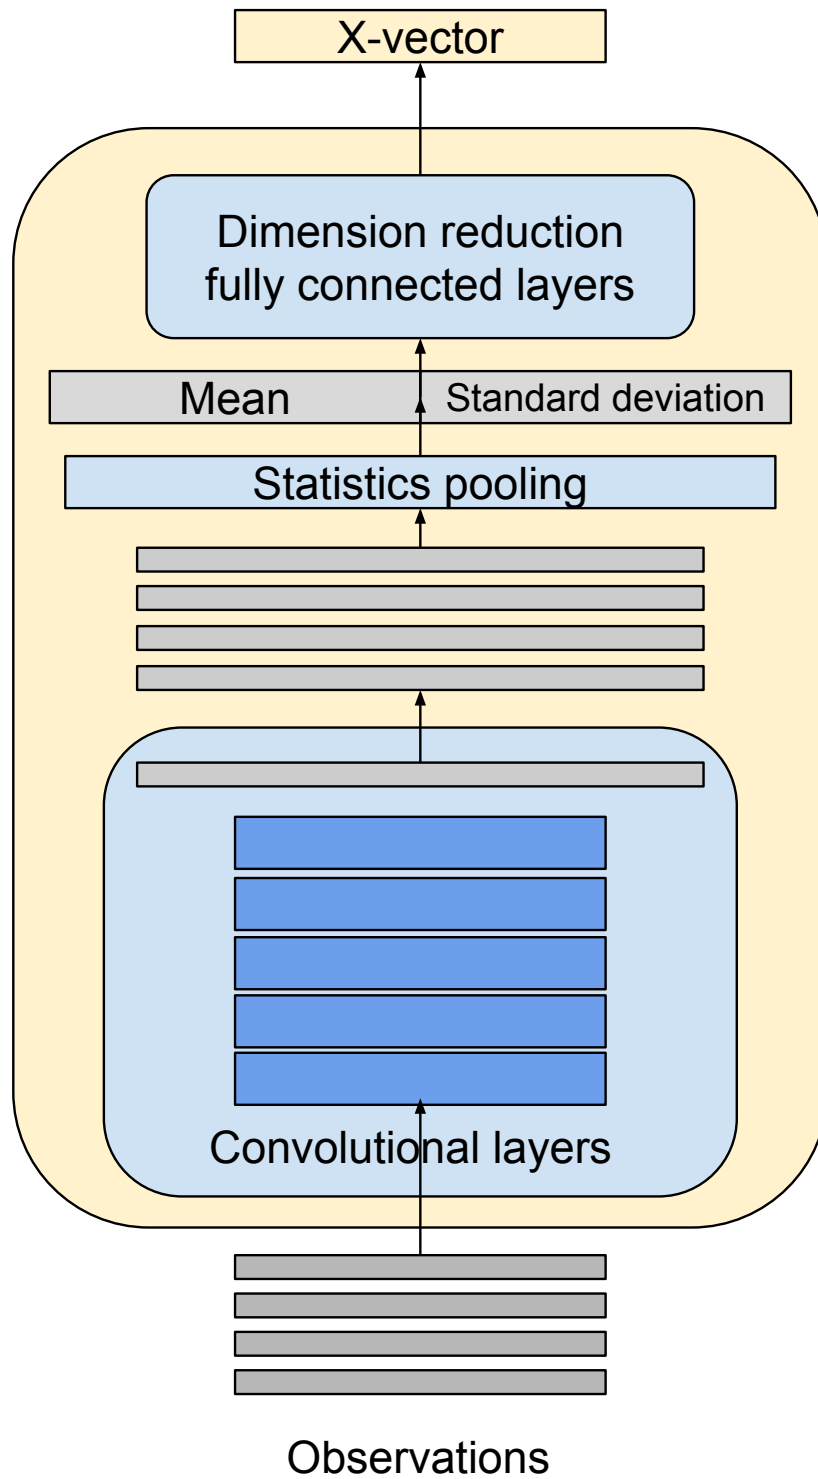 X-vector
Dimension reduction
fully connected layers
Mean
Standard deviation
Statistics pooling
Convolutional layers
Observations